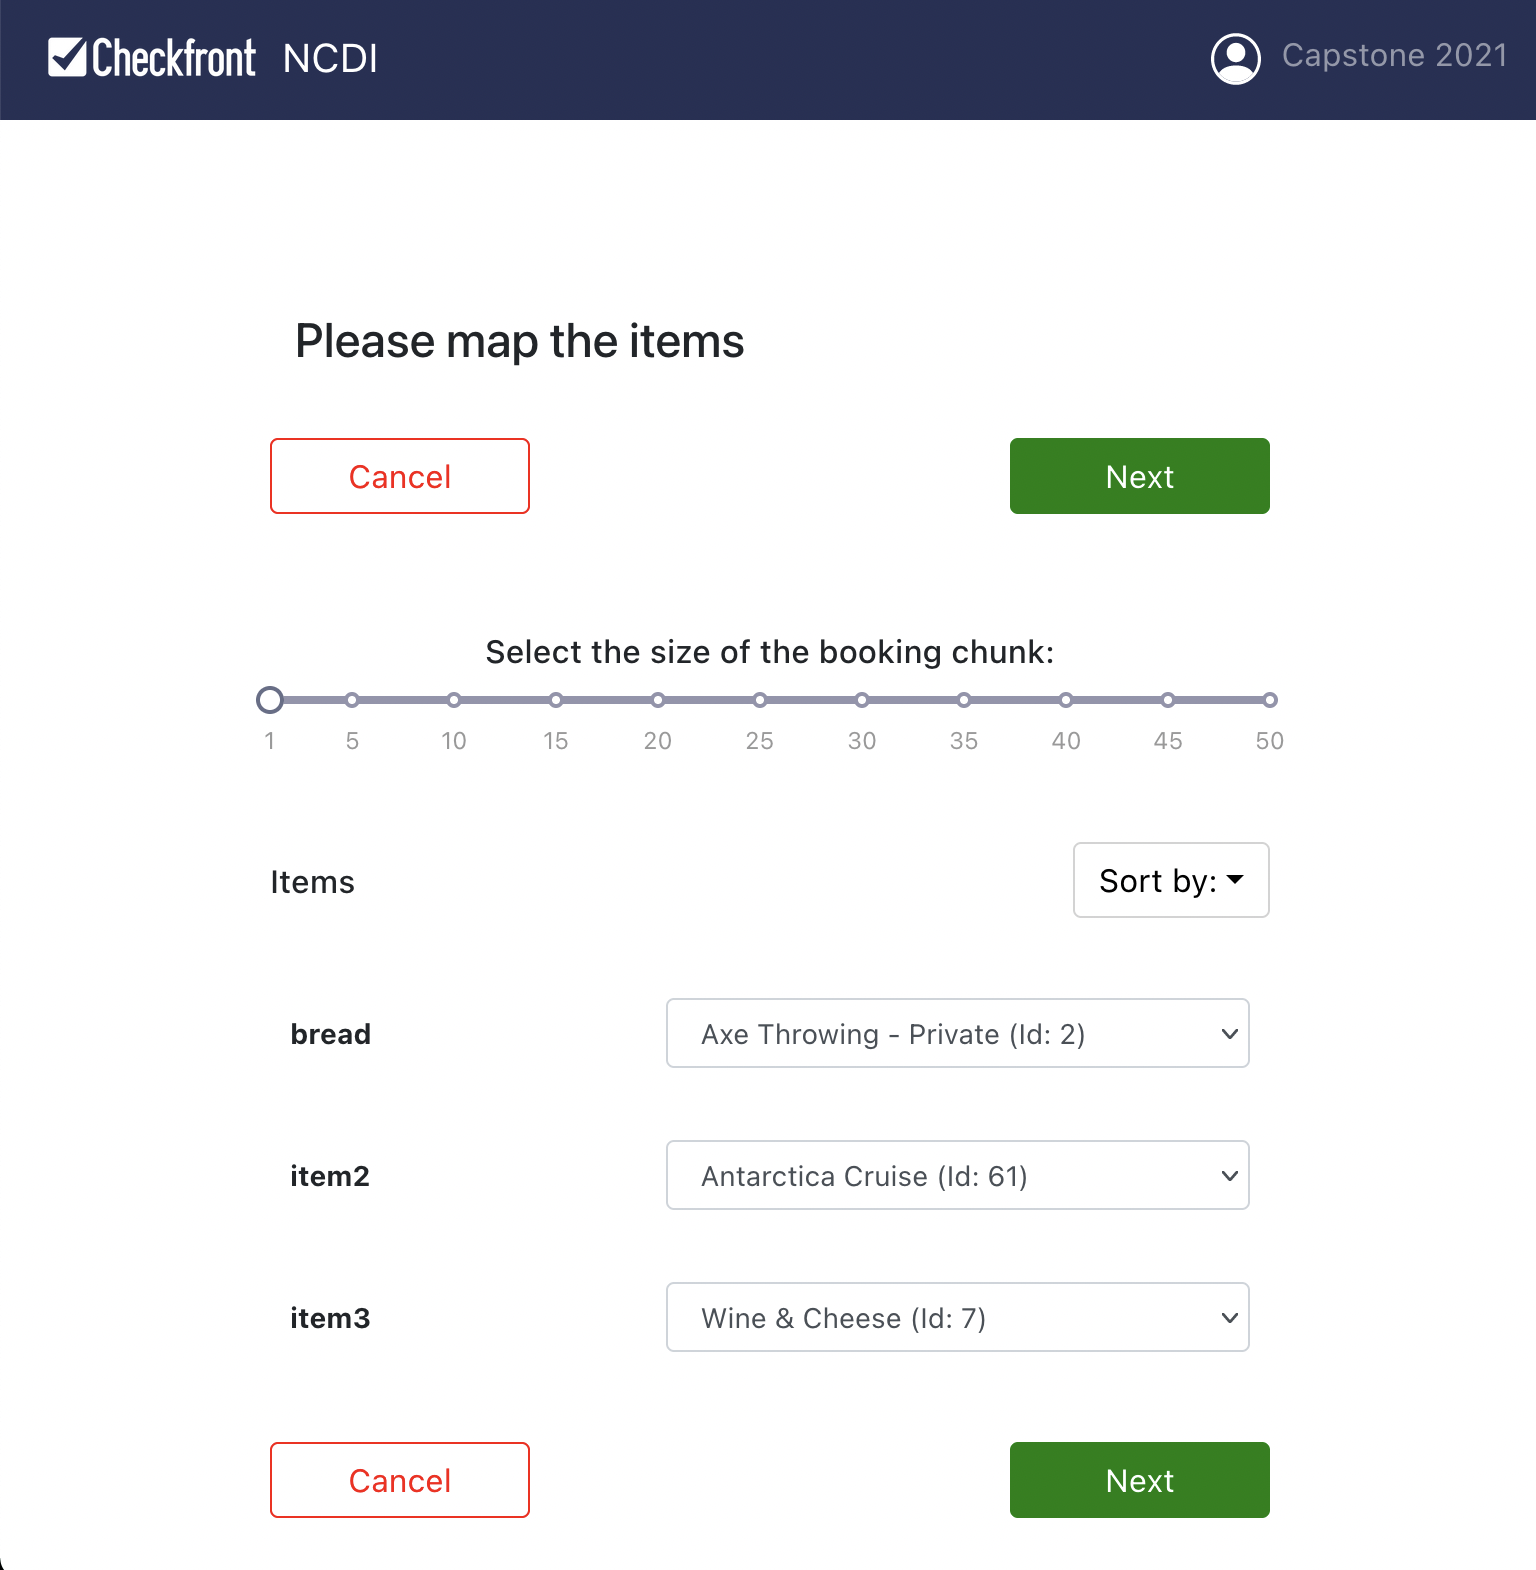 Checkfront NCDI
Capstone 2021
Please map the items
Cancel
Next
Select the size of the booking chunk:
1 5 10 15 20 25 30 35 40 45 50
Items
Sort by:
bread
Axe Throwing - Private (Id: 2)
item2
Antarctica Cruise (Id: 61)
item3
Wine & Cheese (Id: 7)
Cancel
Next